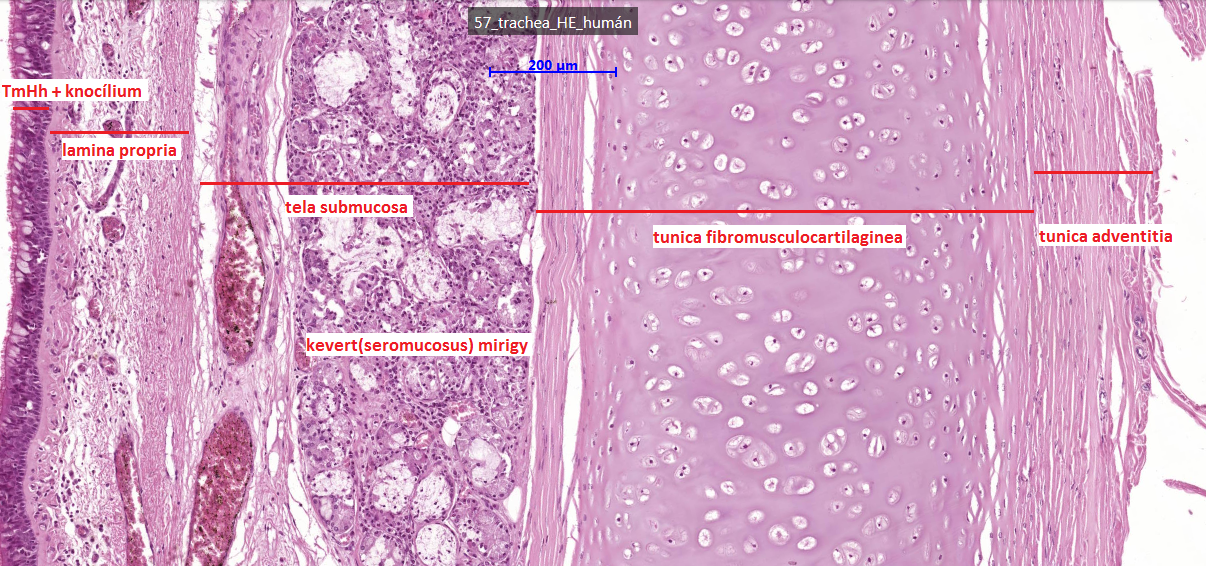 57_trachea_HE_humán
200 µm
TmHh + knocílium
lamina propria
tela submucosa
tunica fibromusculocartilaginea
tunica adventitia
kevert(seromucosus) mirigy